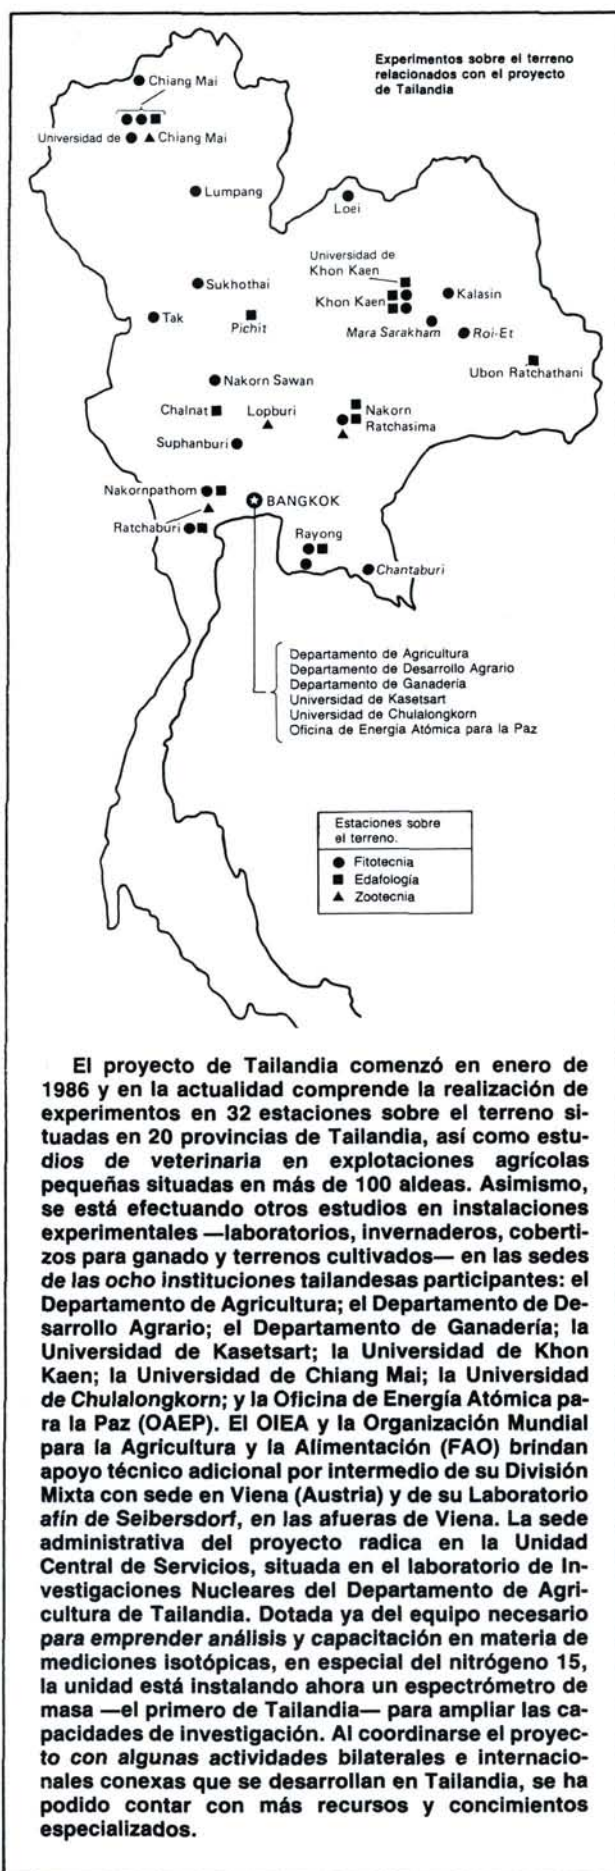 Experimentos sobre el terreno
relacionados con el proyecto
de Tailandia
Chiang Mai
Universidad de
Chiang Mai
Lumpang
Loei
Universidad de
Khon Kaen
Khon Kaen
Kalasin
Sukhothai
Tak
Pichit
Mara Sarakham
Roi-Et
Ubon Ratchathani
Nakorn Sawan
Chalnat
Lopburi
Nakorn
Ratchasima
Suphanburi
Nakornpathom
BANGKOK
Ratchaburi
Rayong
Chantaburi
Departamento de Agricultura
Departamento de Desarrollo Agrario
Departamento de Ganadería
Universidad de Kasetsart
Universidad de Chulalongkorn
Oficina de Energía Atómica para la Paz
Estaciones sobre
el terreno.
Fitotecnia
Edafología
Zootecnia
El proyecto de Tailandia comenzó en enero de
1986 y en la actualidad comprende la realización de
experimentos en 32 estaciones sobre el terreno si-
tuadas en 20 provincias de Tailandia, así como estu-
dios de veterinaria en explotaciones agrícolas
pequeñas situadas en más de 100 aldeas. Asimismo,
se está efectuando otros estudios en instalaciones
experimentales —laboratorios, invernaderos, coberti-
zos para ganado y terrenos cultivados— en las sedes
de las ocho instituciones tailandesas participantes: el
Departamento de Agricultura; el Departamento de De-
sarrollo Agrario; el Departamento de Ganadería; la
Universidad de Kasetsart; la Universidad de Khon
Kaen; la Universidad de Chiang Mai; la Universidad
de Chulalongkorn; y la Oficina de Energía Atómica pa-
ra la Paz (OAEP). El OIEA y la Organización Mundial
para la Agricultura y la Alimentación (FAO) brindan
apoyo técnico adicional por intermedio de su División
Mixta con sede en Viena (Austria) y de su Laboratorio
afín de Seibersdorf, en las afueras de Viena. La sede
administrativa del proyecto radica en la Unidad
Central de Servicios, situada en el laboratorio de In-
vestigaciones Nucleares del Departamento de Agri-
cultura de Tailandia. Dotada ya del equipo necesario
para emprender análisis y capacitación en materia de
mediciones isotópicas, en especial del nitrógeno 15,
la unidad está instalando ahora un espectrómetro de
masa —el primero de Tailandia— para ampliar las ca-
pacidades de investigación. Al coordinarse el proyec-
to con algunas actividades bilaterales e internacio-
nales conexas que se desarrollan en Tailandia, se ha
podido contar con más recursos y concimientos
especializados.